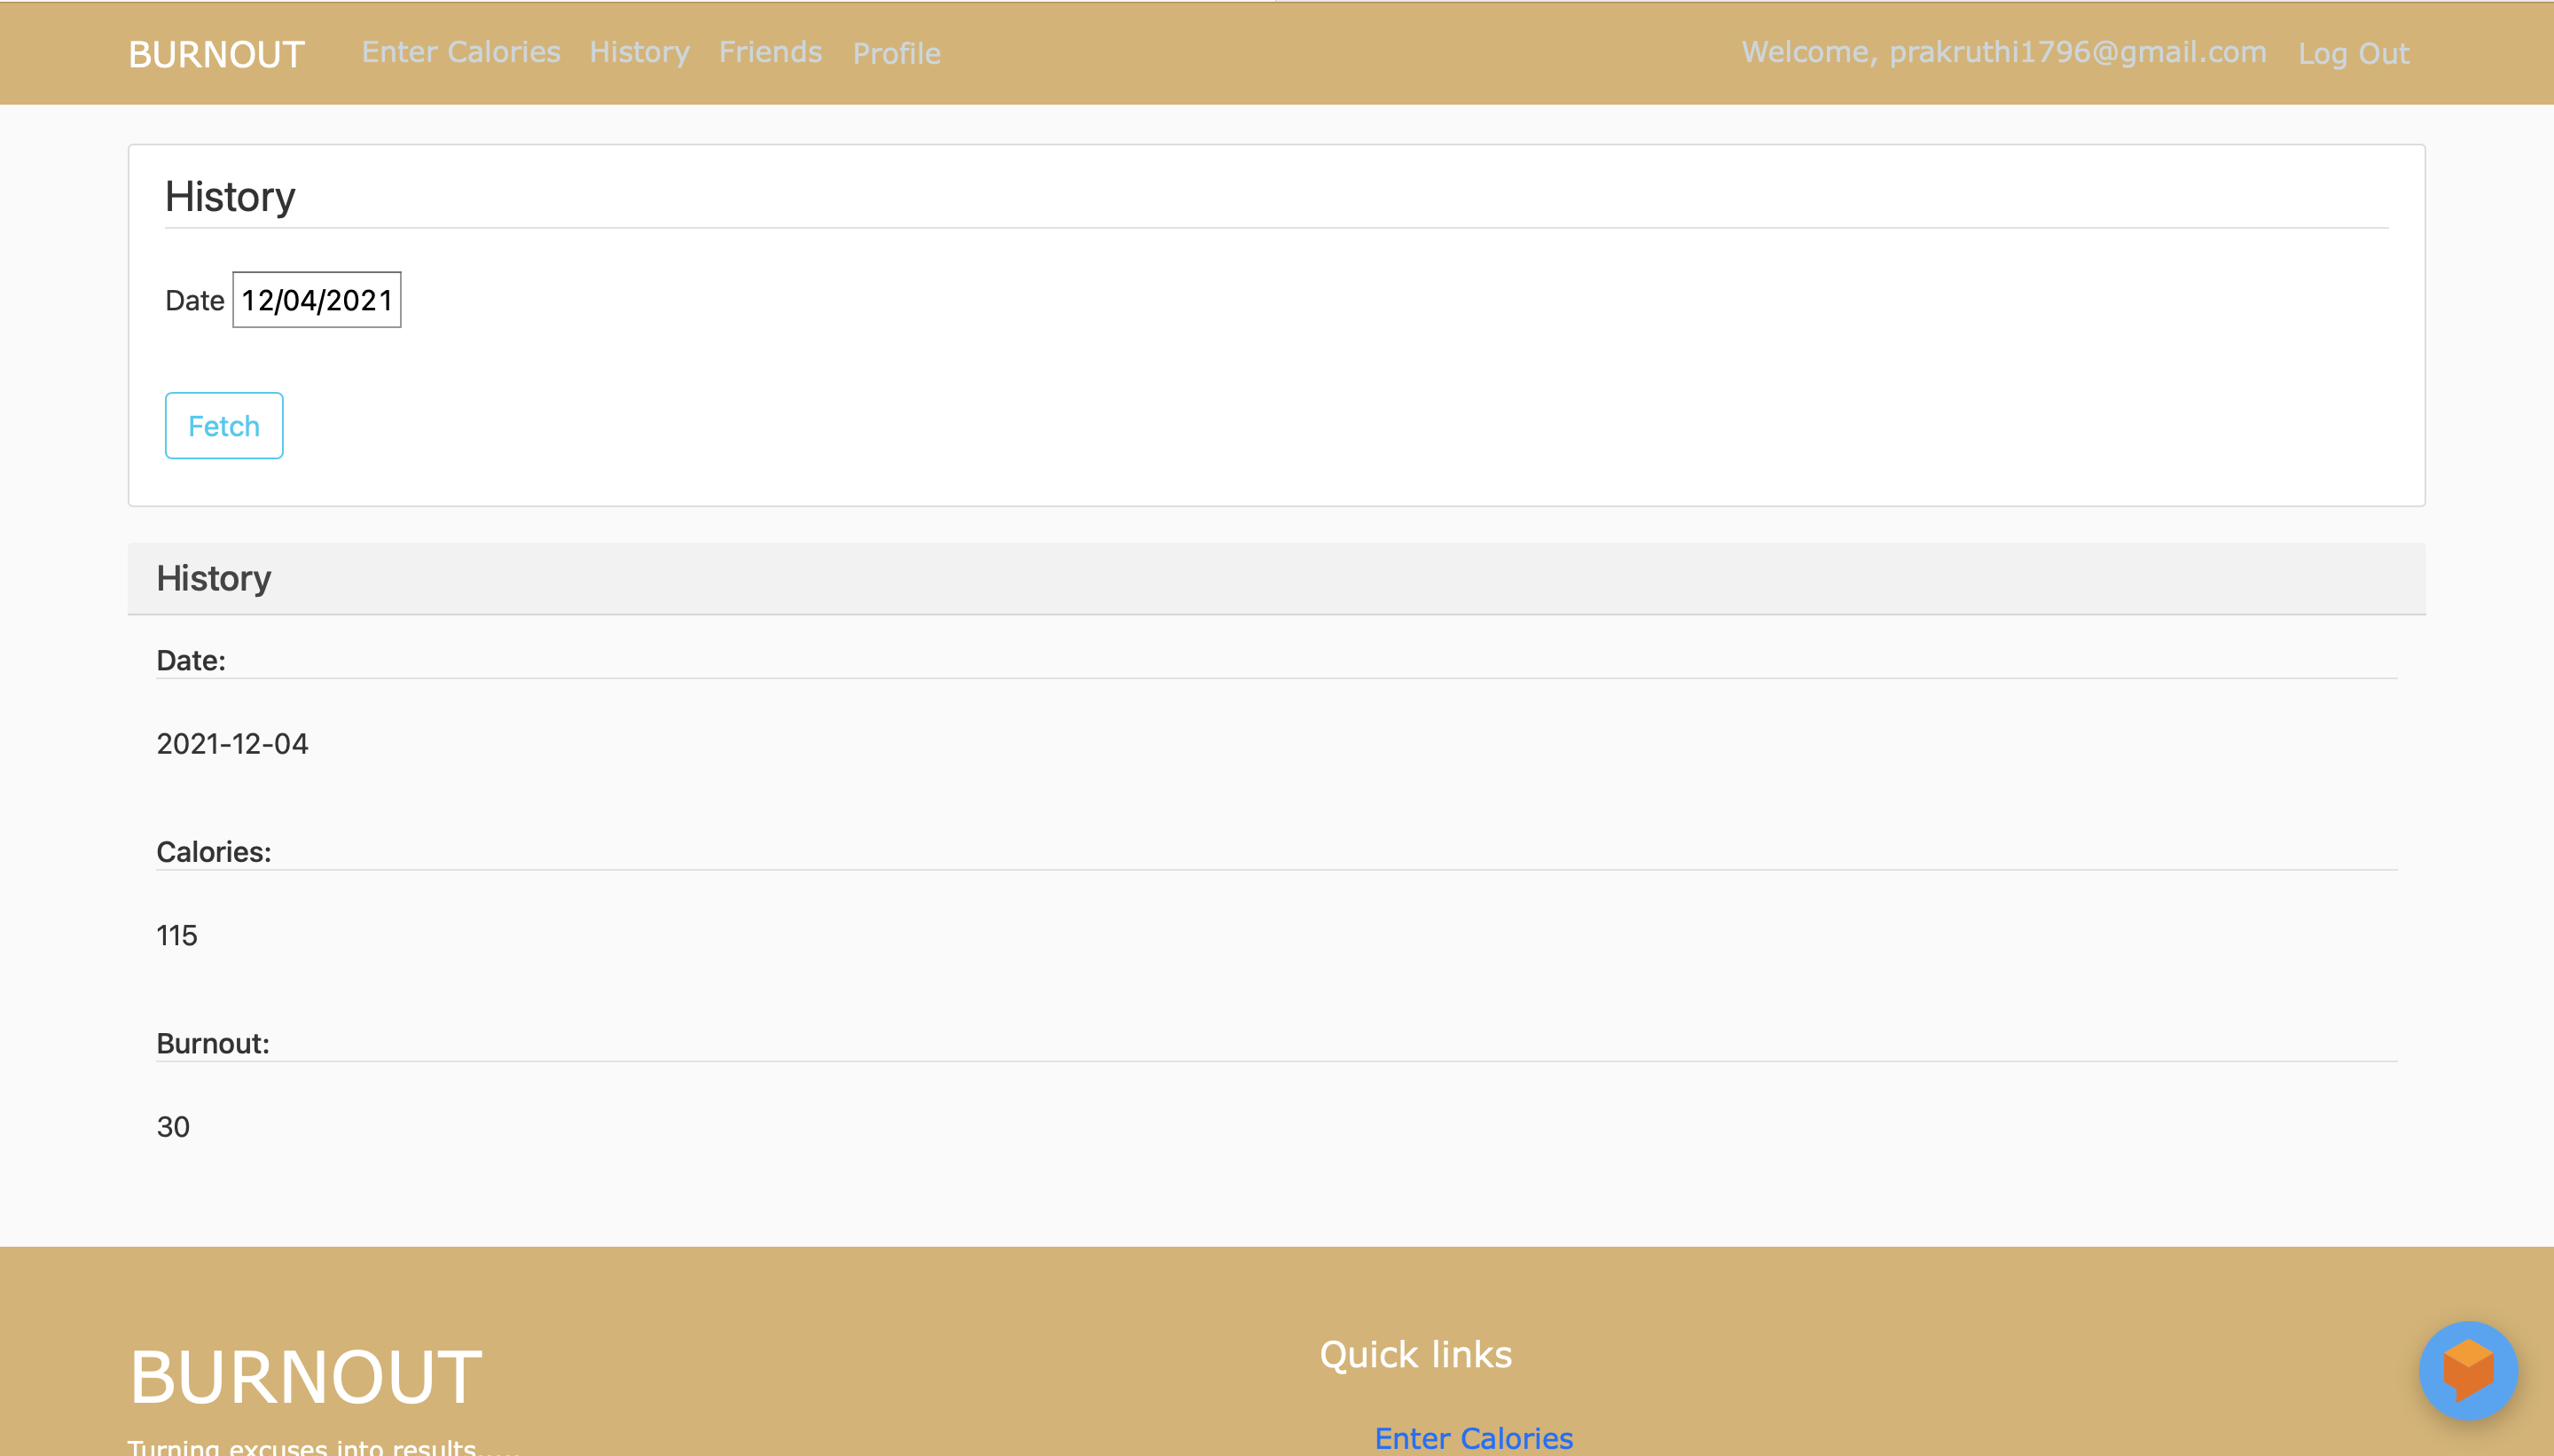 BURNOUT Enter Calories History Friends Profile Welcome, prakruthi1796@gmail.com Log Out
History
Date 12/04/2021
Fetch
History
Date:
2021-12-04
Calories:
115
Burnout:
30
BURNOUT
Turning excuses into results.....
Quick links
Enter Calories